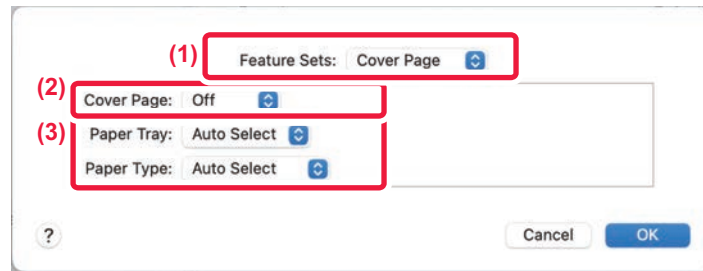 (1) Feature Sets: Cover Page
(2) Cover Page: Off
(3) Paper Tray: Auto Select
Paper Type: Auto Select
? Cancel OK